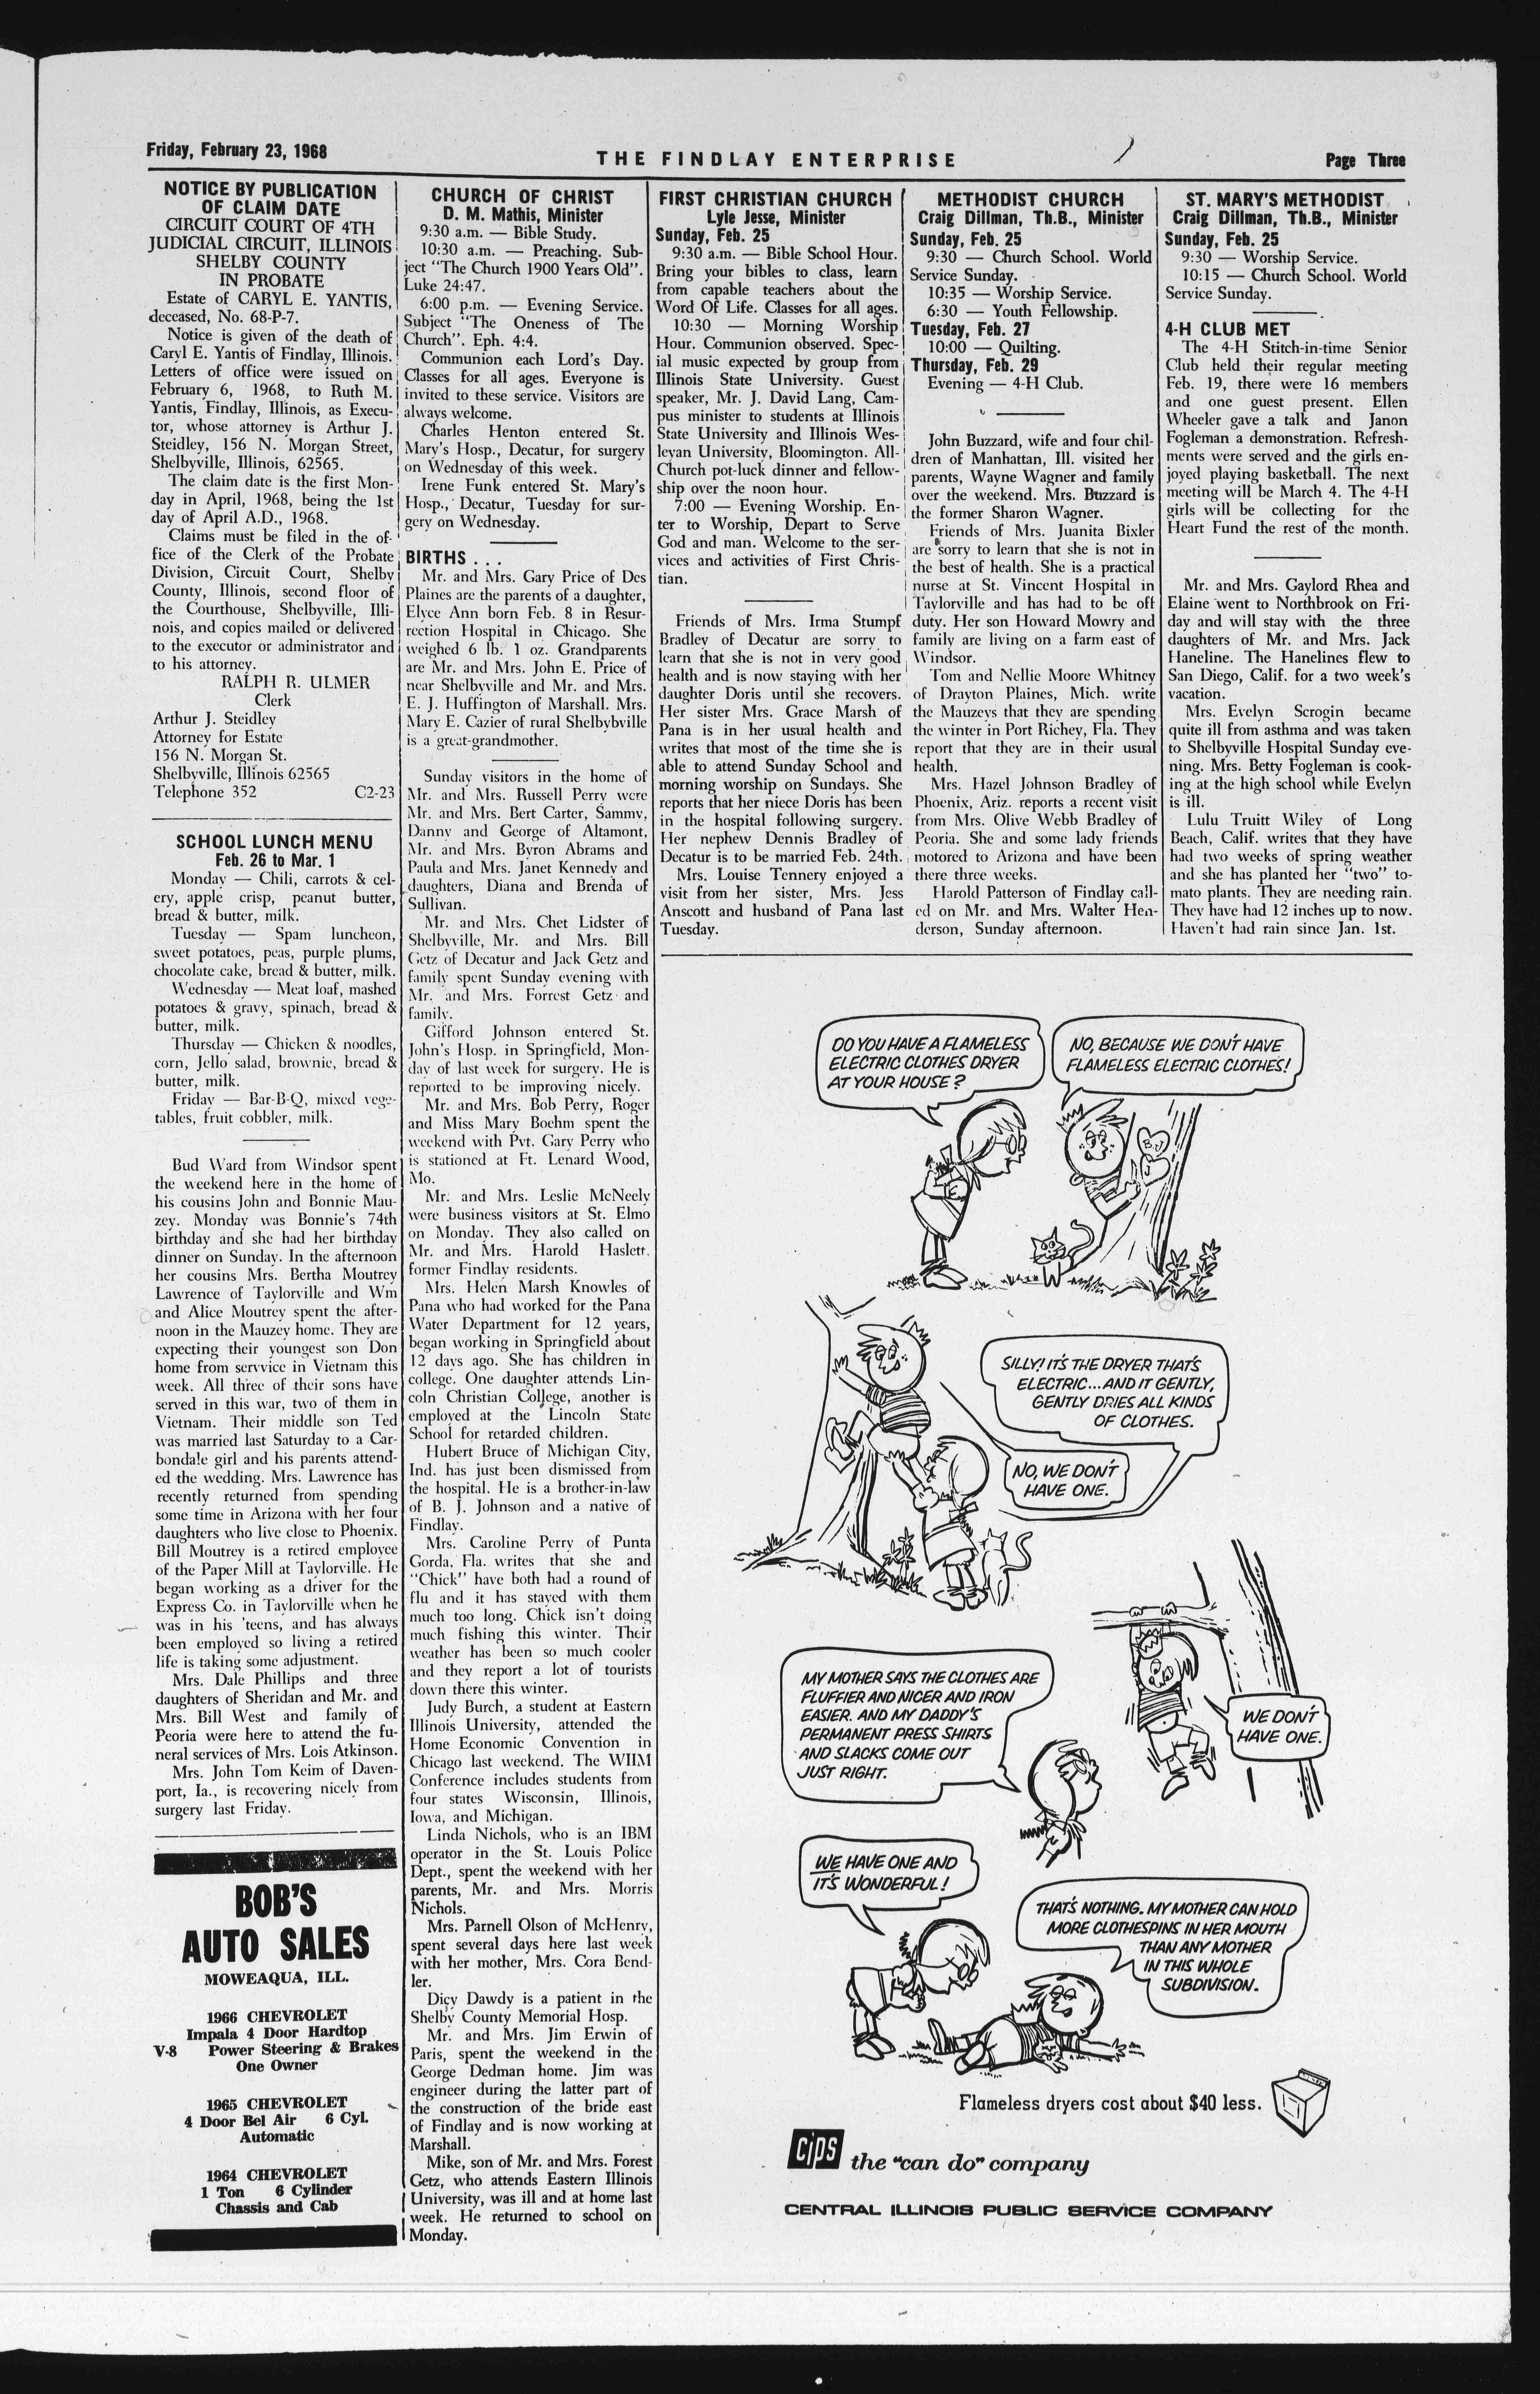 Friday, February 23, 1968
THE FINDLAY ENTERPRISE
Page Three
NOTICE BY PUBLICATION
OF CLAIM DATE
CIRCUIT COURT OF 4TH
JUDICIAL CIRCUIT, ILLINOIS
SHELBY COUNTY
IN PROBATE
Estate of CARYL E. YANTIS,
deceased, No. 68-P-7.
Notice is given of the death of
Caryl E. Yantis of Findlay, Illinois.
Letters of office were issued on
February 6, 1968, to Ruth M.
Yantis, Findlay, Illinois, as Execu-
tor, whose attorney is Arthur J.
Steidley, 156 N. Morgan Street,
Shelbyville, Illinois, 62565.
The claim date is the first Mon-
day in April, 1968, being the 1st
day of April A.D., 1968.
Claims must be filed in the of-
fice of the Clerk of the Probate
Division, Circuit Court, Shelby
County, Illinois, second floor of
the Courthouse, Shelbyville, Illi-
nois, and copies mailed or delivered
to the executor or administrator and
to his attorney.
RALPH R. ULMER
Clerk
Arthur J. Steidley
Attorney for Estate
156 N. Morgan St.
Shelbyville, Illinois 62565
Telephone 352 C2-23
SCHOOL LUNCH MENU
Feb. 26 to Mar. 1
Monday — Chili, carrots & cel-
ery, apple crisp, peanut butter,
bread & butter, milk.
Tuesday — Spam luncheon,
sweet potatoes, peas, purple plums,
chocolate cake, bread & butter, milk.
Wednesday — Meat loaf, mashed
potatoes & gravy, spinach, bread &
butter, milk.
Thursday — Chicken & noodles,
corn, Jello salad, brownie, bread &
butter, milk.
Friday — Bar-B-Q, mixed vege-
tables, fruit cobbler, milk.
Bud Ward from Windsor spent
the weekend here in the home of
his cousins John and Bonnie Mau-
zey. Monday was Bonnie's 74th
birthday and she had her birthday
dinner on Sunday. In the afternoon
her cousins Mrs. Bertha Moutrey
Lawrence of Taylorville and Wm
and Alice Moutrey spent the after-
noon in the Mauzey home. They are
expecting their youngest son Don
home from servvice in Vietnam this
week. All three of their sons have
served in this war, two of them in
Vietnam. Their middle son Ted
was married last Saturday to a Car-
bondale girl and his parents attend-
ed the wedding. Mrs. Lawrence has
recently returned from spending
some time in Arizona with her four
daughters who live close to Phoenix.
Bill Moutrey is a retired employee
of the Paper Mill at Taylorville. He
began working as a driver for the
Express Co. in Taylorville when he
was in his 'teens, and has always
been employed so living a retired
life is taking some adjustment.
Mrs. Dale Phillips and three
daughters of Sheridan and Mr. and
Mrs. Bill West and family of
Peoria were here to attend the fu-
neral services of Mrs. Lois Atkinson.
Mrs. John Tom Keim of Daven-
port, Ia., is recovering nicely from
surgery last Friday.
BOB'S
AUTO SALES
MOWEAQUA, ILL.
1966 CHEVROLET
Impala 4 Door Hardtop
V-8 Power Steering & Brakes
One Owner
1965 CHEVROLET
4 Door Bel Air 6 Cyl.
Automatic
1964 CHEVROLET
1 Ton 6 Cylinder
Chassis and Cab
CHURCH OF CHRIST
D. M. Mathis, Minister
9:30 a.m. — Bible Study.
10:30 a.m. — Preaching. Sub-
ject "The Church 1900 Years Old".
Luke 24:47.
6:00 p.m. — Evening Service.
Subject "The Oneness of The
Church". Eph. 4:4.
Communion each Lord's Day.
Classes for all ages. Everyone is
invited to these service. Visitors are
always welcome.
Charles Henton entered St.
Mary's Hosp., Decatur, for surgery
on Wednesday of this week.
Irene Funk entered St. Mary's
Hosp., Decatur, Tuesday for sur-
gery on Wednesday.
BIRTHS . . .
Mr. and Mrs. Gary Price of Des
Plaines are the parents of a daughter,
Elyce Ann born Feb. 8 in Resur-
rection Hospital in Chicago. She
weighed 6 lb. 1 oz. Grandparents
are Mr. and Mrs. John E. Price of
near Shelbyville and Mr. and Mrs.
E. J. Huffington of Marshall. Mrs.
Mary E. Cazier of rural Shelbybville
is a great-grandmother.
Sunday visitors in the home of
Mr. and Mrs. Russell Perry were
Mr. and Mrs. Bert Carter, Sammy,
Danny and George of Altamont,
Mr. and Mrs. Byron Abrams and
Paula and Mrs. Janet Kennedy and
daughters, Diana and Brenda of
Sullivan.
Mr. and Mrs. Chet Lidster of
Shelbyville, Mr. and Mrs. Bill
Getz of Decatur and Jack Getz and
family spent Sunday evening with
Mr. and Mrs. Forrest Getz and
family.
Gifford Johnson entered St.
John's Hosp. in Springfield, Mon-
day of last week for surgery. He is
reported to be improving nicely.
Mr. and Mrs. Bob Perry, Roger
and Miss Mary Boehm spent the
weekend with Pvt. Gary Perry who
is stationed at Ft. Lenard Wood,
Mo.
Mr. and Mrs. Leslie McNeely
were business visitors at St. Elmo
on Monday. They also called on
Mr. and Mrs. Harold Haslett,
former Findlay residents.
Mrs. Helen Marsh Knowles of
Pana who had worked for the Pana
Water Department for 12 years,
began working in Springfield about
12 days ago. She has children in
college. One daughter attends Lin-
coln Christian College, another is
employed at the Lincoln State
School for retarded children.
Hubert Bruce of Michigan City,
Ind. has just been dismissed from
the hospital. He is a brother-in-law
of B. J. Johnson and a native of
Findlay.
Mrs. Caroline Perry of Punta
Gorda, Fla. writes that she and
"Chick" have both had a round of
flu and it has stayed with them
much too long. Chick isn't doing
much fishing this winter. Their
weather has been so much cooler
and they report a lot of tourists
down there this winter.
Judy Burch, a student at Eastern
Illinois University, attended the
Home Economic Convention in
Chicago last weekend. The WIIM
Conference includes students from
four states Wisconsin, Illinois,
Iowa, and Michigan.
Linda Nichols, who is an IBM
operator in the St. Louis Police
Dept., spent the weekend with her
parents, Mr. and Mrs. Morris
Nichols.
Mrs. Parnell Olson of McHenry,
spent several days here last week
with her mother, Mrs. Cora Bend-
ler.
Dicy Dawdy is a patient in the
Shelby County Memorial Hosp.
Mr. and Mrs. Jim Erwin of
Paris, spent the weekend in the
George Dedman home. Jim was
engineer during the latter part of
the construction of the bride east
of Findlay and is now working at
Marshall.
Mike, son of Mr. and Mrs. Forest
Getz, who attends Eastern Illinois
University, was ill and at home last
week. He returned to school on
Monday.
FIRST CHRISTIAN CHURCH
Lyle Jesse, Minister
Sunday, Feb. 25
9:30 a.m. — Bible School Hour.
Bring your bibles to class, learn
from capable teachers about the
Word Of Life. Classes for all ages.
10:30 — Morning Worship
Hour. Communion observed. Spec-
ial music expected by group from
Illinois State University. Guest
speaker, Mr. J. David Lang, Cam-
pus minister to students at Illinois
State University and Illinois Wes-
leyan University, Bloomington. All-
Church pot-luck dinner and fellow-
ship over the noon hour.
7:00 — Evening Worship. En-
ter to Worship, Depart to Serve
God and man. Welcome to the ser-
vices and activities of First Chris-
tian.
Friends of Mrs. Irma Stumpf
Bradley of Decatur are sorry to
learn that she is not in very good
health and is now staying with her
daughter Doris until she recovers.
Her sister Mrs. Grace Marsh of
Pana is in her usual health and
writes that most of the time she is
able to attend Sunday School and
morning worship on Sundays. She
reports that her niece Doris has been
in the hospital following surgery.
Her nephew Dennis Bradley of
Decatur is to be married Feb. 24th.
Mrs. Louise Tennery enjoyed a
visit from her sister, Mrs. Jess
Anscott and husband of Pana last
Tuesday.
METHODIST CHURCH
Craig Dillman, Th.B., Minister
Sunday, Feb. 25
9:30 — Church School. World
Service Sunday.
10:35 — Worship Service.
6:30 — Youth Fellowship.
Tuesday, Feb. 27
10:00 — Quilting.
Thursday, Feb. 29
Evening — 4-H Club.
John Buzzard, wife and four chil-
dren of Manhattan, Ill. visited her
parents, Wayne Wagner and family
over the weekend. Mrs. Buzzard is
the former Sharon Wagner.
Friends of Mrs. Juanita Bixler
are sorry to learn that she is not in
the best of health. She is a practical
nurse at St. Vincent Hospital in
Taylorville and has had to be off
duty. Her son Howard Mowry and
family are living on a farm east of
Windsor.
Tom and Nellie Moore Whitney
of Drayton Plaines, Mich. write
the Mauzeys that they are spending
the winter in Port Richey, Fla. They
report that they are in their usual
health.
Mrs. Hazel Johnson Bradley of
Phoenix, Ariz. reports a recent visit
from Mrs. Olive Webb Bradley of
Peoria. She and some lady friends
motored to Arizona and have been
there three weeks.
Harold Patterson of Findlay call-
ed on Mr. and Mrs. Walter Hen-
derson, Sunday afternoon.
ST. MARY'S METHODIST
Craig Dillman, Th.B., Minister
Sunday, Feb. 25
9:30 — Worship Service.
10:15 — Church School. World
Service Sunday.
4-H CLUB MET
The 4-H Stitch-in-time Senior
Club held their regular meeting
Feb. 19, there were 16 members
and one guest present. Ellen
Wheeler gave a talk and Janon
Fogleman a demonstration. Refresh-
ments were served and the girls en-
joyed playing basketball. The next
meeting will be March 4. The 4-H
girls will be collecting for the
Heart Fund the rest of the month.
Mr. and Mrs. Gaylord Rhea and
Elaine went to Northbrook on Fri-
day and will stay with the three
daughters of Mr. and Mrs. Jack
Haneline. The Hanelines flew to
San Diego, Calif. for a two week's
vacation.
Mrs. Evelyn Scrogin became
quite ill from asthma and was taken
to Shelbyville Hospital Sunday eve-
ning. Mrs. Betty Fogleman is cook-
ing at the high school while Evelyn
is ill.
Lulu Truitt Wiley of Long
Beach, Calif. writes that they have
had two weeks of spring weather
and she has planted her "two" to-
mato plants. They are needing rain.
They have had 12 inches up to now.
Haven't had rain since Jan. 1st.
DO YOU HAVE A FLAMELESS
ELECTRIC CLOTHES DRYER
AT YOUR HOUSE?
NO, BECAUSE WE DON'T HAVE
FLAMELESS ELECTRIC CLOTHES!
SILLY! IT'S THE DRYER THAT'S
ELECTRIC...AND IT GENTLY,
GENTLY DRIES ALL KINDS
OF CLOTHES.
NO, WE DON'T
HAVE ONE.
MY MOTHER SAYS THE CLOTHES ARE
FLUFFIER AND NICER AND IRON
EASIER. AND MY DADDY'S
PERMANENT PRESS SHIRTS
AND SLACKS COME OUT
JUST RIGHT.
WE DON'T
HAVE ONE.
WE HAVE ONE AND
IT'S WONDERFUL!
THAT'S NOTHING. MY MOTHER CAN HOLD
MORE CLOTHESPINS IN HER MOUTH
THAN ANY MOTHER
IN THIS WHOLE
SUBDIVISION.
Flameless dryers cost about $40 less.
cips the "can do" company
CENTRAL ILLINOIS PUBLIC SERVICE COMPANY